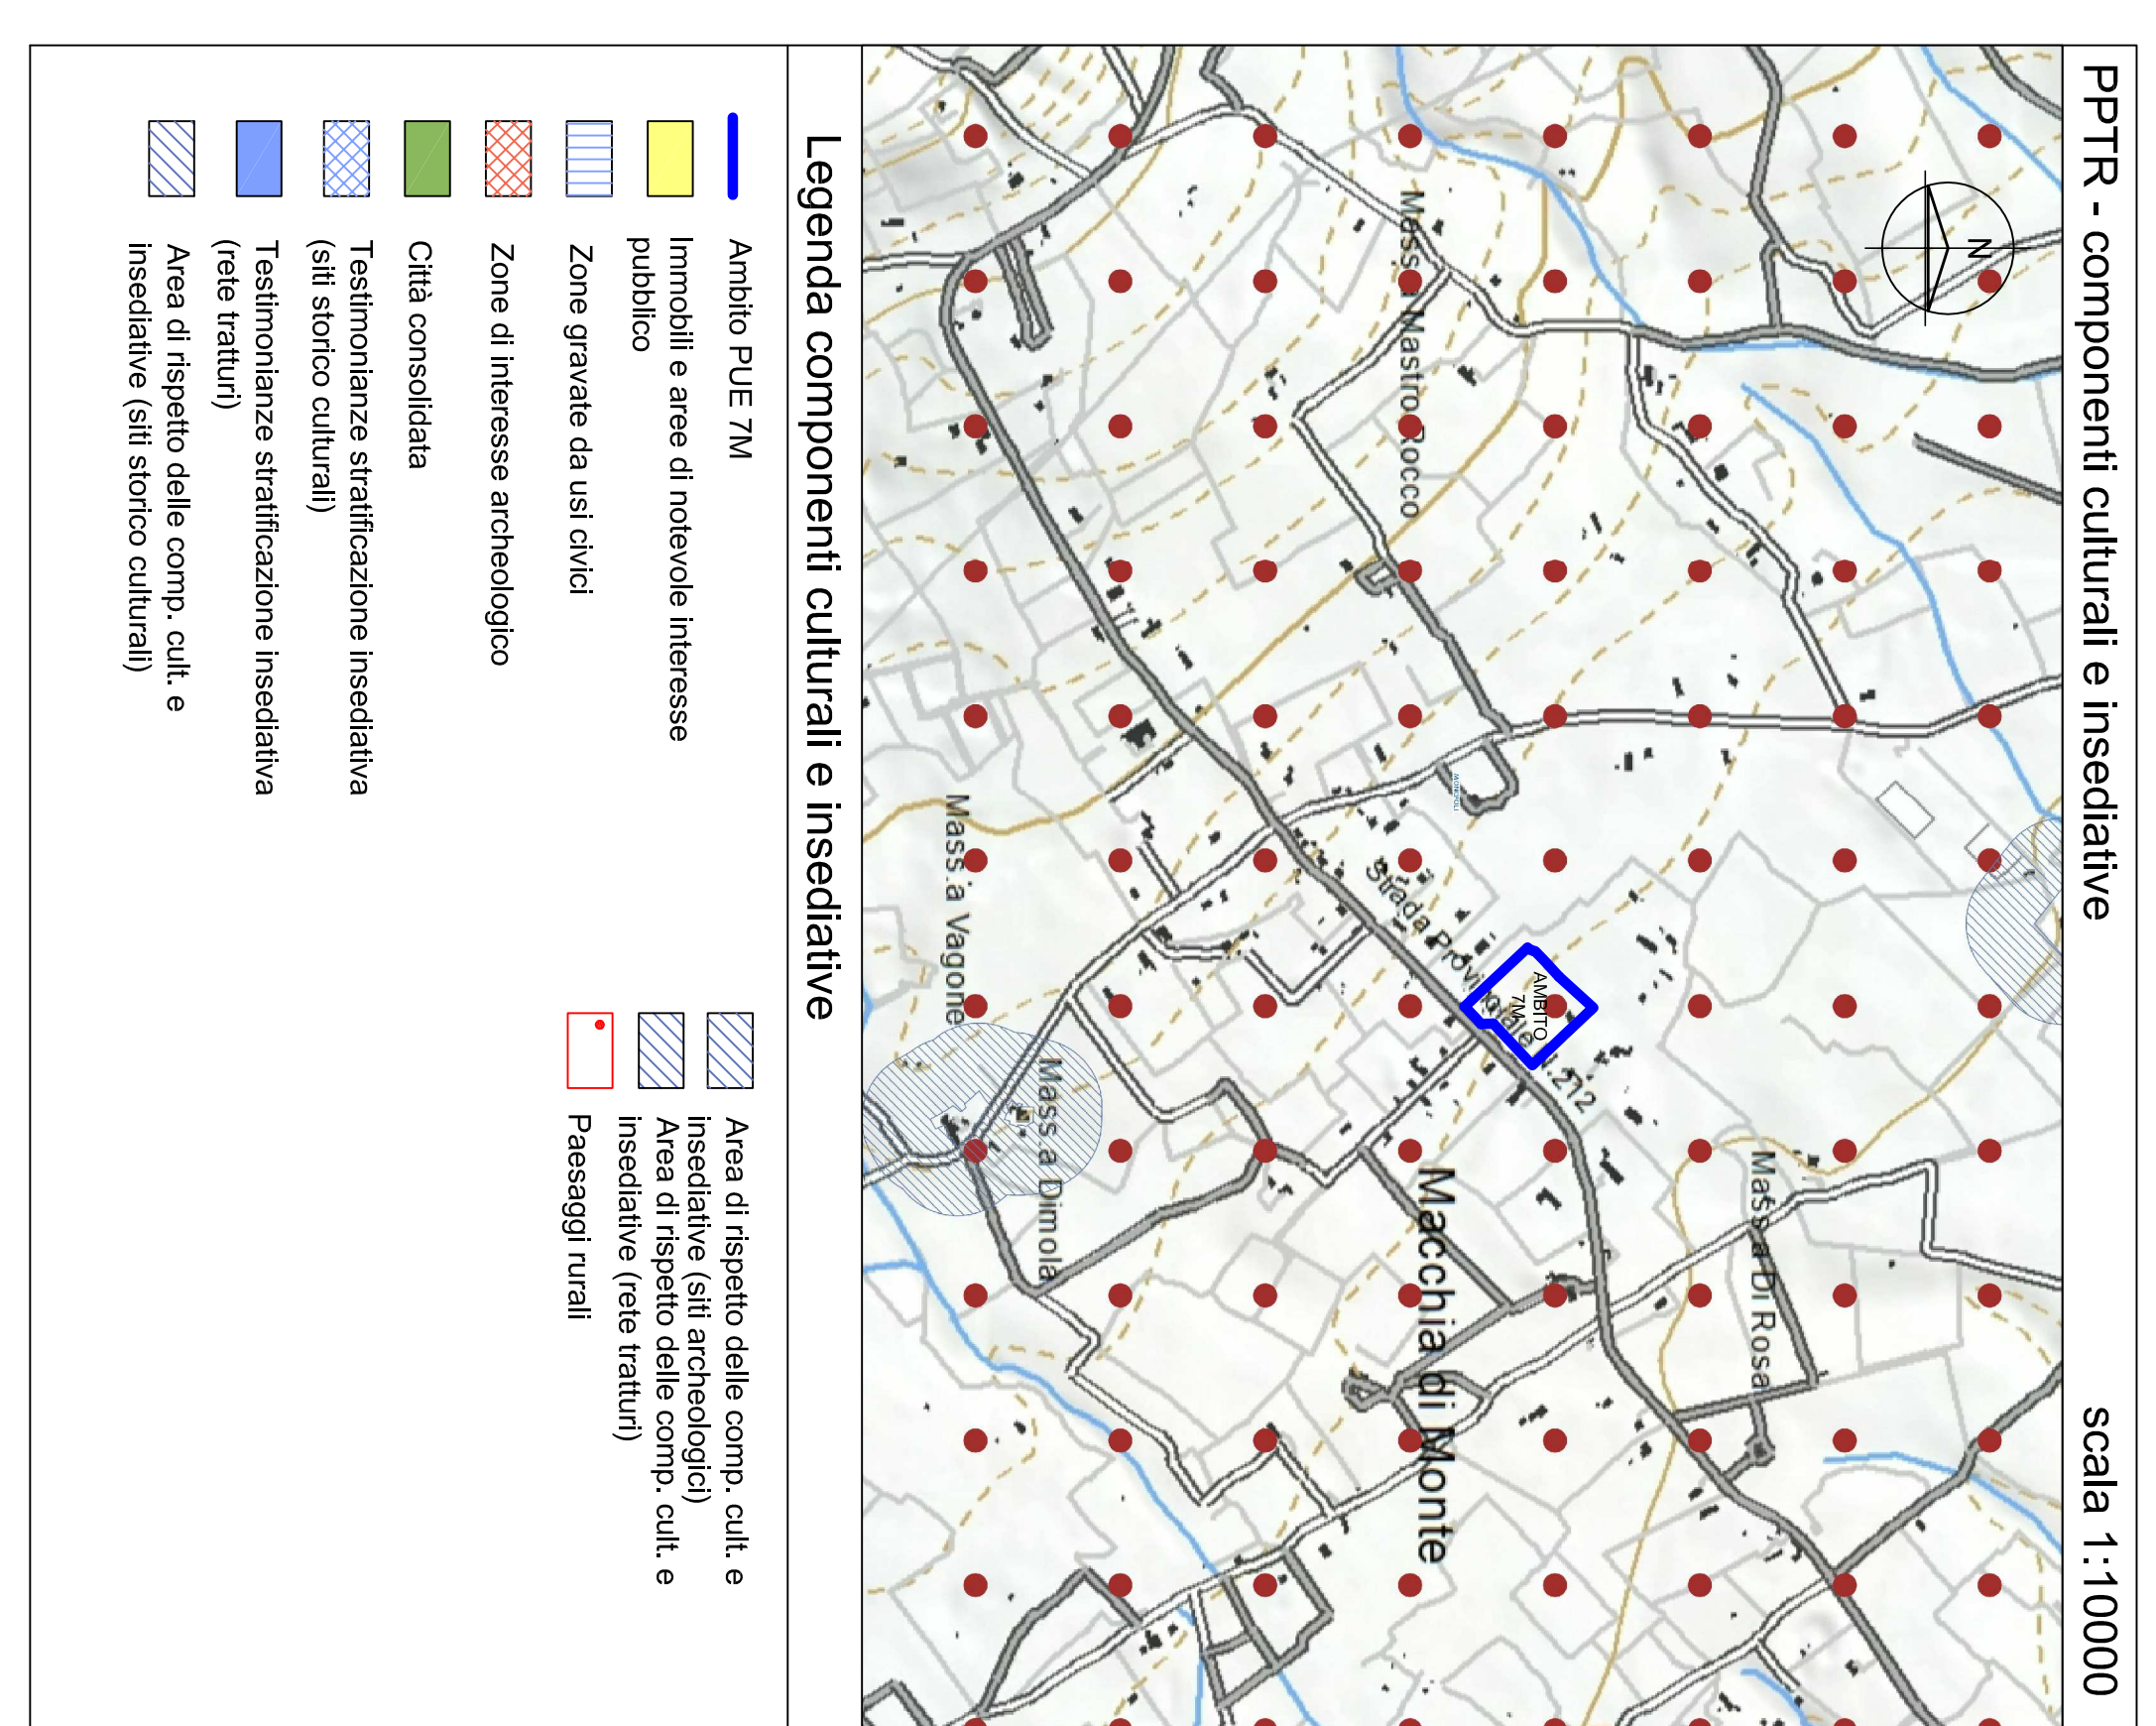 PPTR - componenti culturali e insediative
scala 1:10000
N
Mass.a Mastro Rocco
MONOPOLI
Strada Provinciale
.212
AMBITO
7M
Mass.a Di Rosa
Macchia di Monte
Mass.a Vagone
Mass.a Dimola
Legenda componenti culturali e insediative
Ambito PUE 7M
Immobili e aree di notevole interesse
pubblico
Zone gravate da usi civici
Zone di interesse archeologico
Città consolidata
Testimonianze stratificazione insediativa
(siti storico culturali)
Testimonianze stratificazione insediativa
(rete tratturi)
Area di rispetto delle comp. cult. e
insediative (siti storico culturali)
Area di rispetto delle comp. cult. e
insediative (siti archeologici)
Area di rispetto delle comp. cult. e
insediative (rete tratturi)
Paesaggi rurali